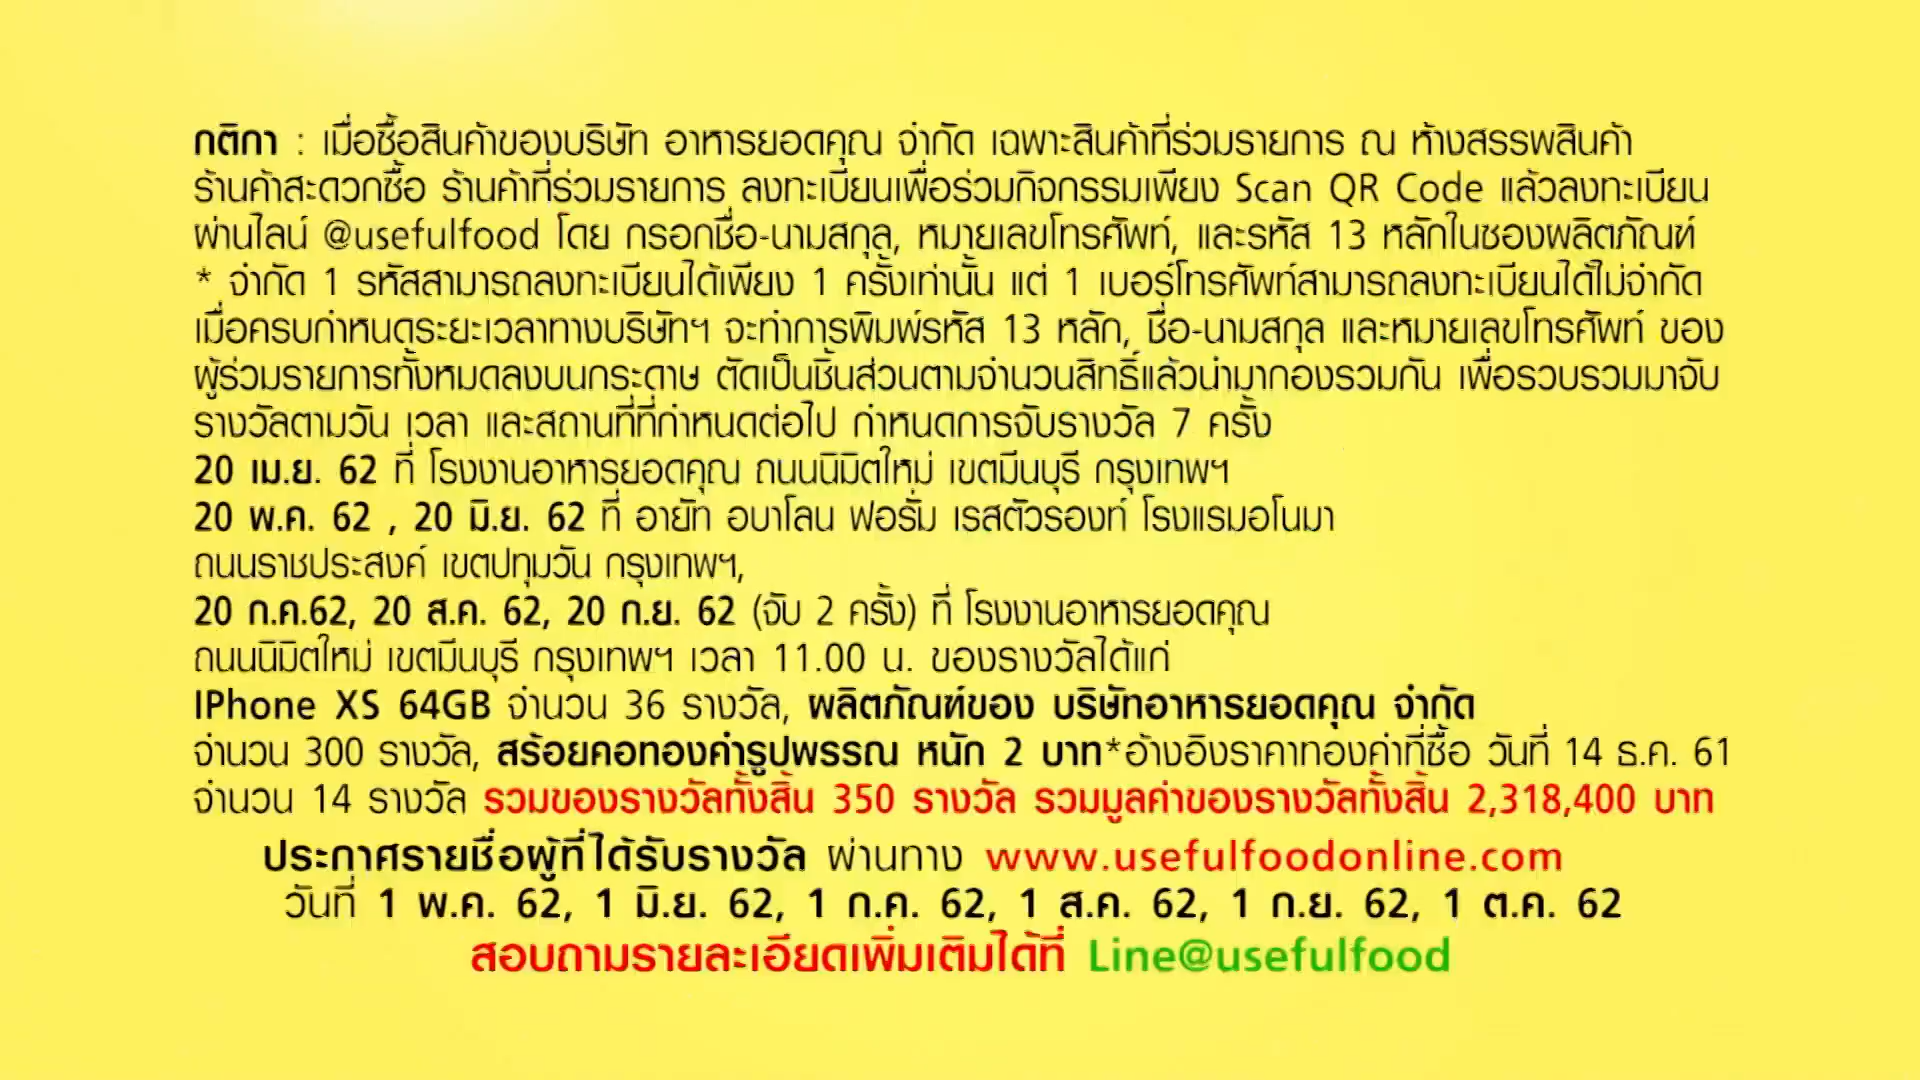 กติกา : เมื่อซื้อสินค้าของบริษัท อาหารยอดคุณ จำกัด เฉพาะสินค้าที่ร่วมรายการ ณ ห้างสรรพสินค้า
ร้านค้าสะดวกซื้อ ร้านค้าที่ร่วมรายการ ลงทะเบียนเพื่อร่วมกิจกรรมเพียง Scan QR Code แล้วลงทะเบียน
ผ่านไลน์ @usefulfood โดย กรอกชื่อ-นามสกุล, หมายเลขโทรศัพท์, และรหัส 13 หลักในซองผลิตภัณฑ์
* จำกัด 1 รหัสสามารถลงทะเบียนได้เพียง 1 ครั้งเท่านั้น แต่ 1 เบอร์โทรศัพท์สามารถลงทะเบียนได้ไม่จำกัด
เมื่อครบกำหนดระยะเวลาทางบริษัทฯ จะทำการพิมพ์รหัส 13 หลัก, ชื่อ-นามสกุล และหมายเลขโทรศัพท์ ของ
ผู้ร่วมรายการทั้งหมดลงบนกระดาษ ตัดเป็นชิ้นส่วนตามจำนวนสิทธิ์แล้วนำมากองรวมกัน เพื่อรวบรวมมาจับ
รางวัลตามวัน เวลา และสถานที่ที่กำหนดต่อไป กำหนดการจับรางวัล 7 ครั้ง
20 เม.ย. 62 ที่ โรงงานอาหารยอดคุณ ถนนนิมิตใหม่ เขตมีนบุรี กรุงเทพฯ
20 พ.ค. 62 , 20 มิ.ย. 62 ที่ อายัท อบาโลน ฟอรั่ม เรสตัวรองท์ โรงแรมอโนมา
ถนนราชประสงค์ เขตปทุมวัน กรุงเทพฯ,
20 ก.ค.62, 20 ส.ค. 62, 20 ก.ย. 62 (จับ 2 ครั้ง) ที่ โรงงานอาหารยอดคุณ
ถนนนิมิตใหม่ เขตมีนบุรี กรุงเทพฯ เวลา 11.00 น. ของรางวัลได้แก่
IPhone XS 64GB จำนวน 36 รางวัล, ผลิตภัณฑ์ของ บริษัทอาหารยอดคุณ จำกัด
จำนวน 300 รางวัล, สร้อยคอทองคำรูปพรรณ หนัก 2 บาท*อ้างอิงราคาทองคำที่ซื้อ วันที่ 14 ธ.ค. 61
จำนวน 14 รางวัล รวมของรางวัลทั้งสิ้น 350 รางวัล รวมมูลค่าของรางวัลทั้งสิ้น 2,318,400 บาท
ประกาศรายชื่อผู้ที่ได้รับรางวัล ผ่านทาง www.usefulfoodonline.com
วันที่ 1 พ.ค. 62, 1 มิ.ย. 62, 1 ก.ค. 62, 1 ส.ค. 62, 1 ก.ย. 62, 1 ต.ค. 62
สอบถามรายละเอียดเพิ่มเติมได้ที่ Line@usefulfood